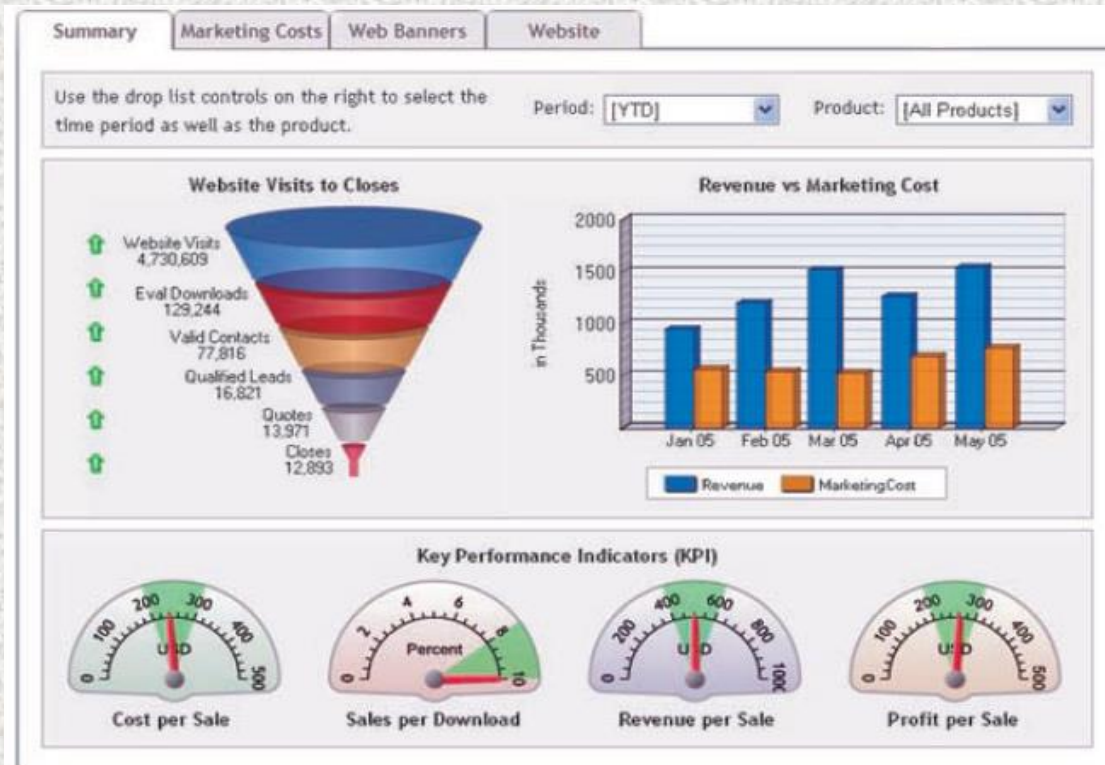 Summary
Marketing Costs
Web Banners
Website
Use the drop list controls on the right to select the
time period as well as the product.
Period: [YTD]
Product: [All Products]
Website Visits to Closes
Website Visits
4,730,609
Eval Downloads
129,244
Valid Contacts
77,816
Qualified Leads
16,821
Quotes
13,971
Closes
12,893
Revenue vs Marketing Cost
in Thousands
2000
1500
1000
500
Jan 05 Feb 05 Mar 05 Apr 05 May 05
Revenue MarketingCost
Key Performance Indicators (KPI)
0 100 200 300 400 500
USD
Cost per Sale
0 2 4 6 8 10
Percent
Sales per Download
0 200 400 600 800 1000
USD
Revenue per Sale
0 100 200 300 400 500
USD
Profit per Sale